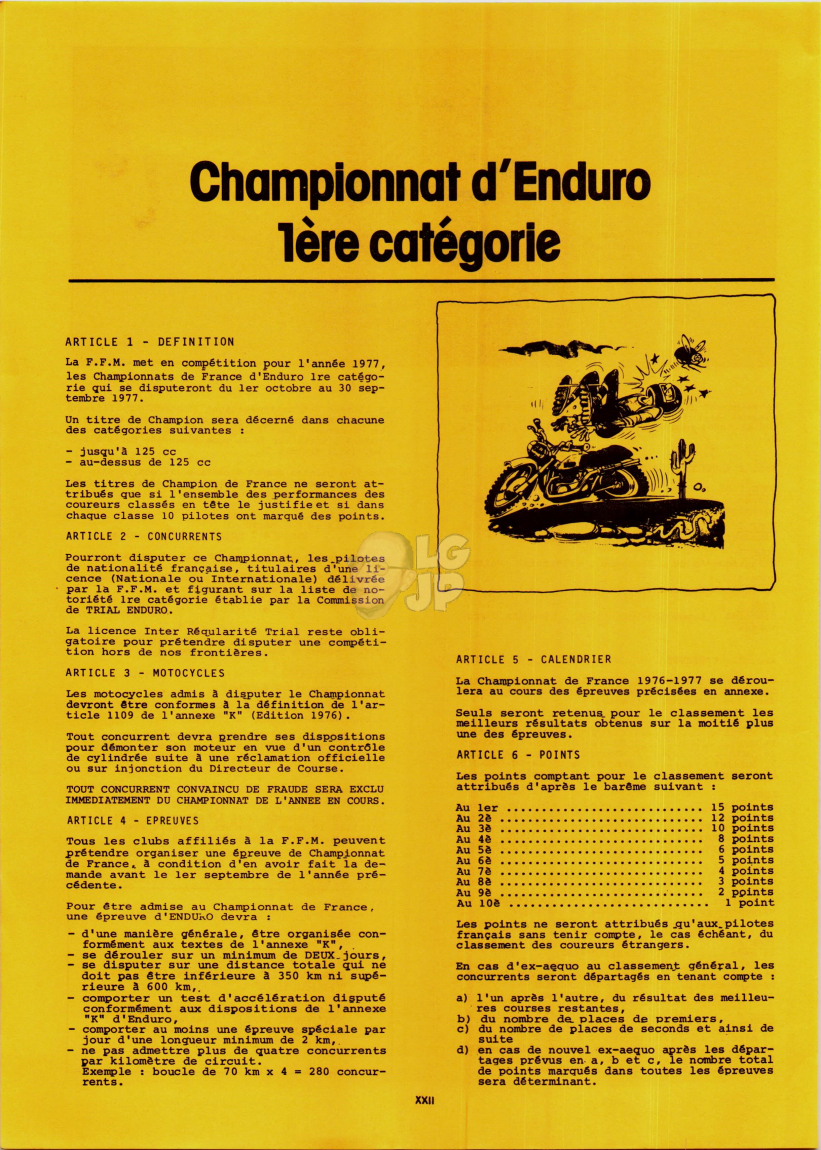 Championnat d'Enduro
1ère catégorie
ARTICLE 1 - DEFINITION
La F.F.M. met en compétition pour l'année 1977,
les Championnats de France d'Enduro 1re catégo-
rie qui se disputeront du 1er octobre au 30 sep-
tembre 1977.
Un titre de Champion sera décerné dans chacune
des catégories suivantes :
- jusqu'à 125 cc
- au-dessus de 125 cc
Les titres de Champion de France ne seront at-
tribués que si l'ensemble des performances des
coureurs classés en tête le justifie et si dans
chaque classe 10 pilotes ont marqué des points.
ARTICLE 2 - CONCURRENTS
Pourront disputer ce Championnat, les pilotes
de nationalité française, titulaires d'une li-
cence (Nationale ou Internationale) délivrée
par la F.F.M. et figurant sur la liste de no-
toriété 1re catégorie établie par la Commission
de TRIAL ENDURO.
La licence Inter Régularité Trial reste obli-
gatoire pour prétendre disputer une compéti-
tion hors de nos frontières.
ARTICLE 3 - MOTOCYCLES
Les motocycles admis à disputer le Championnat
devront être conformes à la définition de l'ar-
ticle 1109 de l'annexe "K" (Edition 1976).
Tout concurrent devra prendre ses dispositions
pour démonter son moteur en vue d'un contrôle
de cylindrée suite à une réclamation officielle
ou sur injonction du Directeur de Course.
TOUT CONCURRENT CONVAINCU DE FRAUDE SERA EXCLU
IMMEDIATEMENT DU CHAMPIONNAT DE L'ANNEE EN COURS.
ARTICLE 4 - EPREUVES
Tous les clubs affiliés à la F.F.M. peuvent
prétendre organiser une épreuve de Championnat
de France, à condition d'en avoir fait la de-
mande avant le 1er septembre de l'année pré-
cédente.
Pour être admise au Championnat de France,
une épreuve d'ENDURO devra :
- d'une manière générale, être organisée con-
formément aux textes de l'annexe "K",
- se dérouler sur un minimum de DEUX jours,
- se disputer sur une distance totale qui ne
doit pas être inférieure à 350 km ni supé-
rieure à 600 km,
- comporter un test d'accélération disputé
conformément aux dispositions de l'annexe
"K" d'Enduro,
- comporter au moins une épreuve spéciale par
jour d'une longueur minimum de 2 km,
- ne pas admettre plus de quatre concurrents
par kilomètre de circuit.
Exemple : boucle de 70 km x 4 = 280 concur-
rents.
LG
JP
ARTICLE 5 - CALENDRIER
La Championnat de France 1976-1977 se dérou-
lera au cours des épreuves précisées en annexe.
Seuls seront retenus pour le classement les
meilleurs résultats obtenus sur la moitié plus
une des épreuves.
ARTICLE 6 - POINTS
Les points comptant pour le classement seront
attribués d'après le barême suivant :
Au 1er ............................ 15 points
Au 2è ............................. 12 points
Au 3è ............................. 10 points
Au 4è ............................. 8 points
Au 5è ............................. 6 points
Au 6è ............................. 5 points
Au 7è ............................. 4 points
Au 8è ............................. 3 points
Au 9è ............................. 2 points
Au 10è ............................ 1 point
Les points ne seront attribués qu'aux pilotes
français sans tenir compte, le cas échéant, du
classement des coureurs étrangers.
En cas d'ex-aequo au classement général, les
concurrents seront départagés en tenant compte :
a) l'un après l'autre, du résultat des meilleu-
res courses restantes,
b) du nombre de places de premiers,
c) du nombre de places de seconds et ainsi de
suite
d) en cas de nouvel ex-aequo après les dépar-
tages prévus en a, b et c, le nombre total
de points marqués dans toutes les épreuves
sera déterminant.
XXII